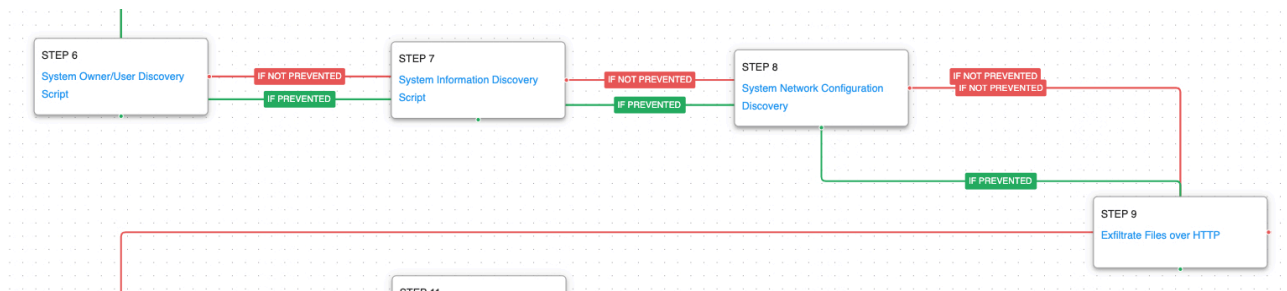 STEP 6
System Owner/User Discovery
Script
IF NOT PREVENTED
IF PREVENTED
STEP 7
System Information Discovery
Script
IF NOT PREVENTED
IF PREVENTED
STEP 8
System Network Configuration
Discovery
IF NOT PREVENTED
IF NOT PREVENTED
IF PREVENTED
STEP 9
Exfiltrate Files over HTTP
STEP 11